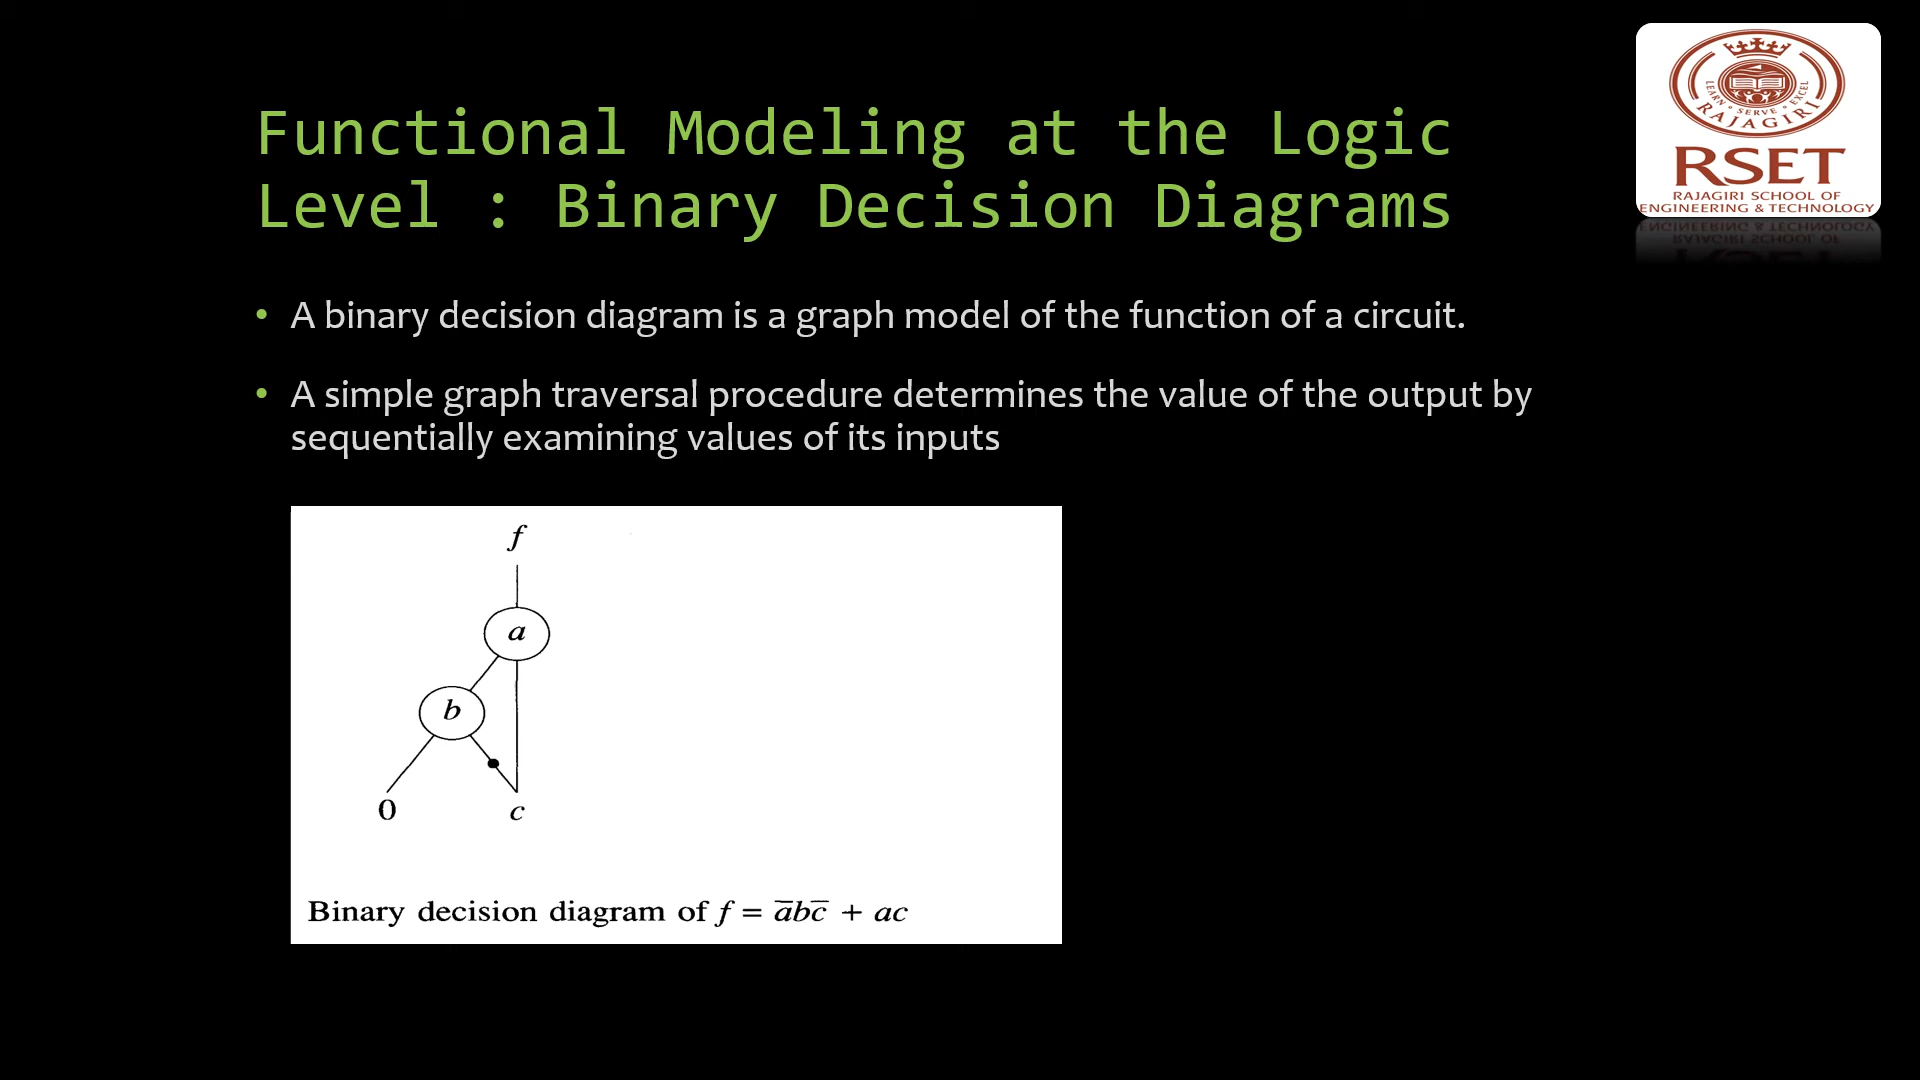 Functional Modeling at the Logic
Level : Binary Decision Diagrams
• A binary decision diagram is a graph model of the function of a circuit.
• A simple graph traversal procedure determines the value of the output by
sequentially examining values of its inputs
f
a
b
0
c
Binary decision diagram of f = a̅bc̅ + ac
LEARN • SERVE • EXCEL
RAJAGIRI
RSET
RAJAGIRI SCHOOL OF
ENGINEERING & TECHNOLOGY